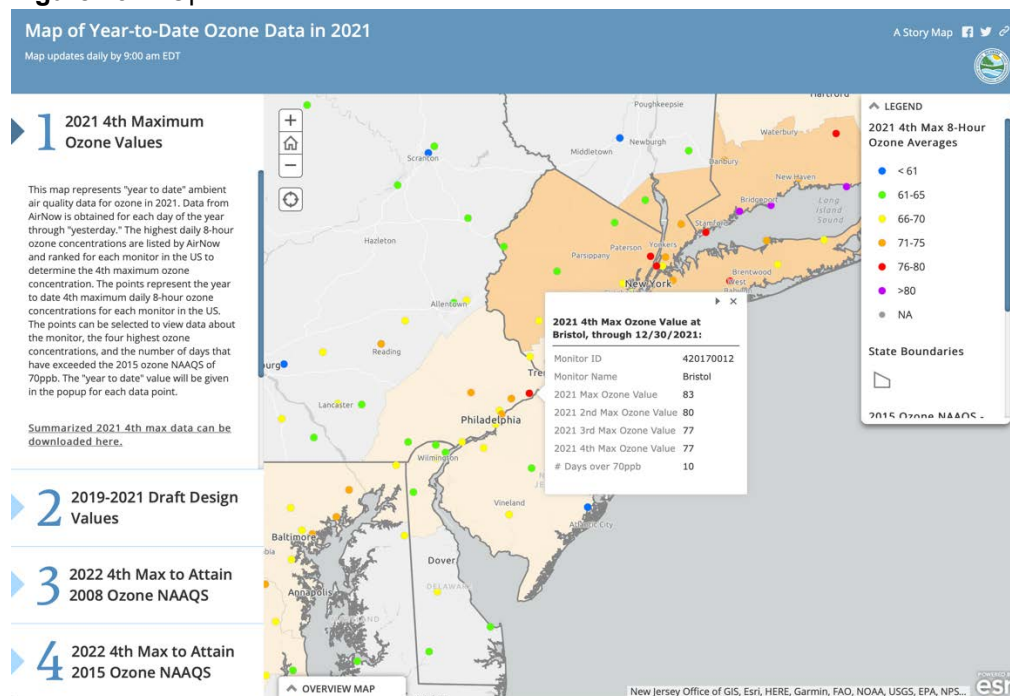 Map of Year-to-Date Ozone Data in 2021
A Story Map
Map updates daily by 9:00 am EDT
1
2021 4th Maximum
Ozone Values
This map represents "year to date" ambient
air quality data for ozone in 2021. Data from
AirNow is obtained for each day of the year
through "yesterday." The highest daily 8-hour
ozone concentrations are listed by AirNow
and ranked for each monitor in the US to
determine the 4th maximum ozone
concentration. The points represent the year
to date 4th maximum daily 8-hour ozone
concentrations for each monitor in the US.
The points can be selected to view data about
the monitor, the four highest ozone
concentrations, and the number of days that
have exceeded the 2015 ozone NAAQS of
70ppb. The "year to date" value will be given
in the popup for each data point.
Summarized 2021 4th max data can be
downloaded here.
2
2019-2021 Draft Design
Values
3
2022 4th Max to Attain
2008 Ozone NAAQS
4
2022 4th Max to Attain
2015 Ozone NAAQS
+
−
Poughkeepsie
Hartford
Waterbury
Scranton
Middletown
Newburgh
Danbury
New Haven
Bridgeport
Long
Island
Sound
Stamford
Hazleton
Paterson
Yonkers
Parsippany
Brentwood
New York
West
Allentown
Reading
Lancaster
Philadelphia
Wilmington
Vineland
Atlantic City
Baltimore
Dover
DELAWARE
Annapolis
2021 4th Max Ozone Value at
Bristol, through 12/30/2021:
Monitor ID 420170012
Monitor Name Bristol
2021 Max Ozone Value 83
2021 2nd Max Ozone Value 80
2021 3rd Max Ozone Value 77
2021 4th Max Ozone Value 77
# Days over 70ppb 10
LEGEND
2021 4th Max 8-Hour
Ozone Averages
< 61
61-65
66-70
71-75
76-80
>80
NA
State Boundaries
2015 Ozone NAAQS -
OVERVIEW MAP
New Jersey Office of GIS, Esri, HERE, Garmin, FAO, NOAA, USGS, EPA, NPS...
POWERED BY
esri